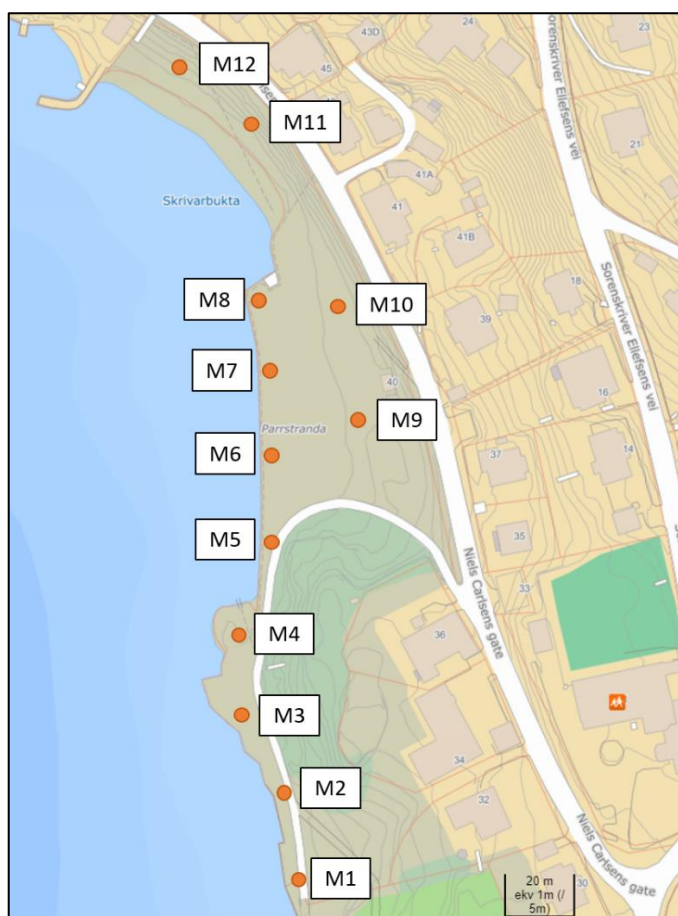 43D
24
23
M12
45
Sorenskriver Ellefsens vei
M11
21
41A
Skrivarbukta
41
41B
Sorenskriver Ellefsens vei
M8
M10
18
39
M7
40
16
M9
Parrstranda
M6
37
14
M5
35
Niels Carlsens gate
33
M4
36
M3
34
M2
32
M1
20 m
ekv 1m (/
5m)
30
Niels Carlsens gate